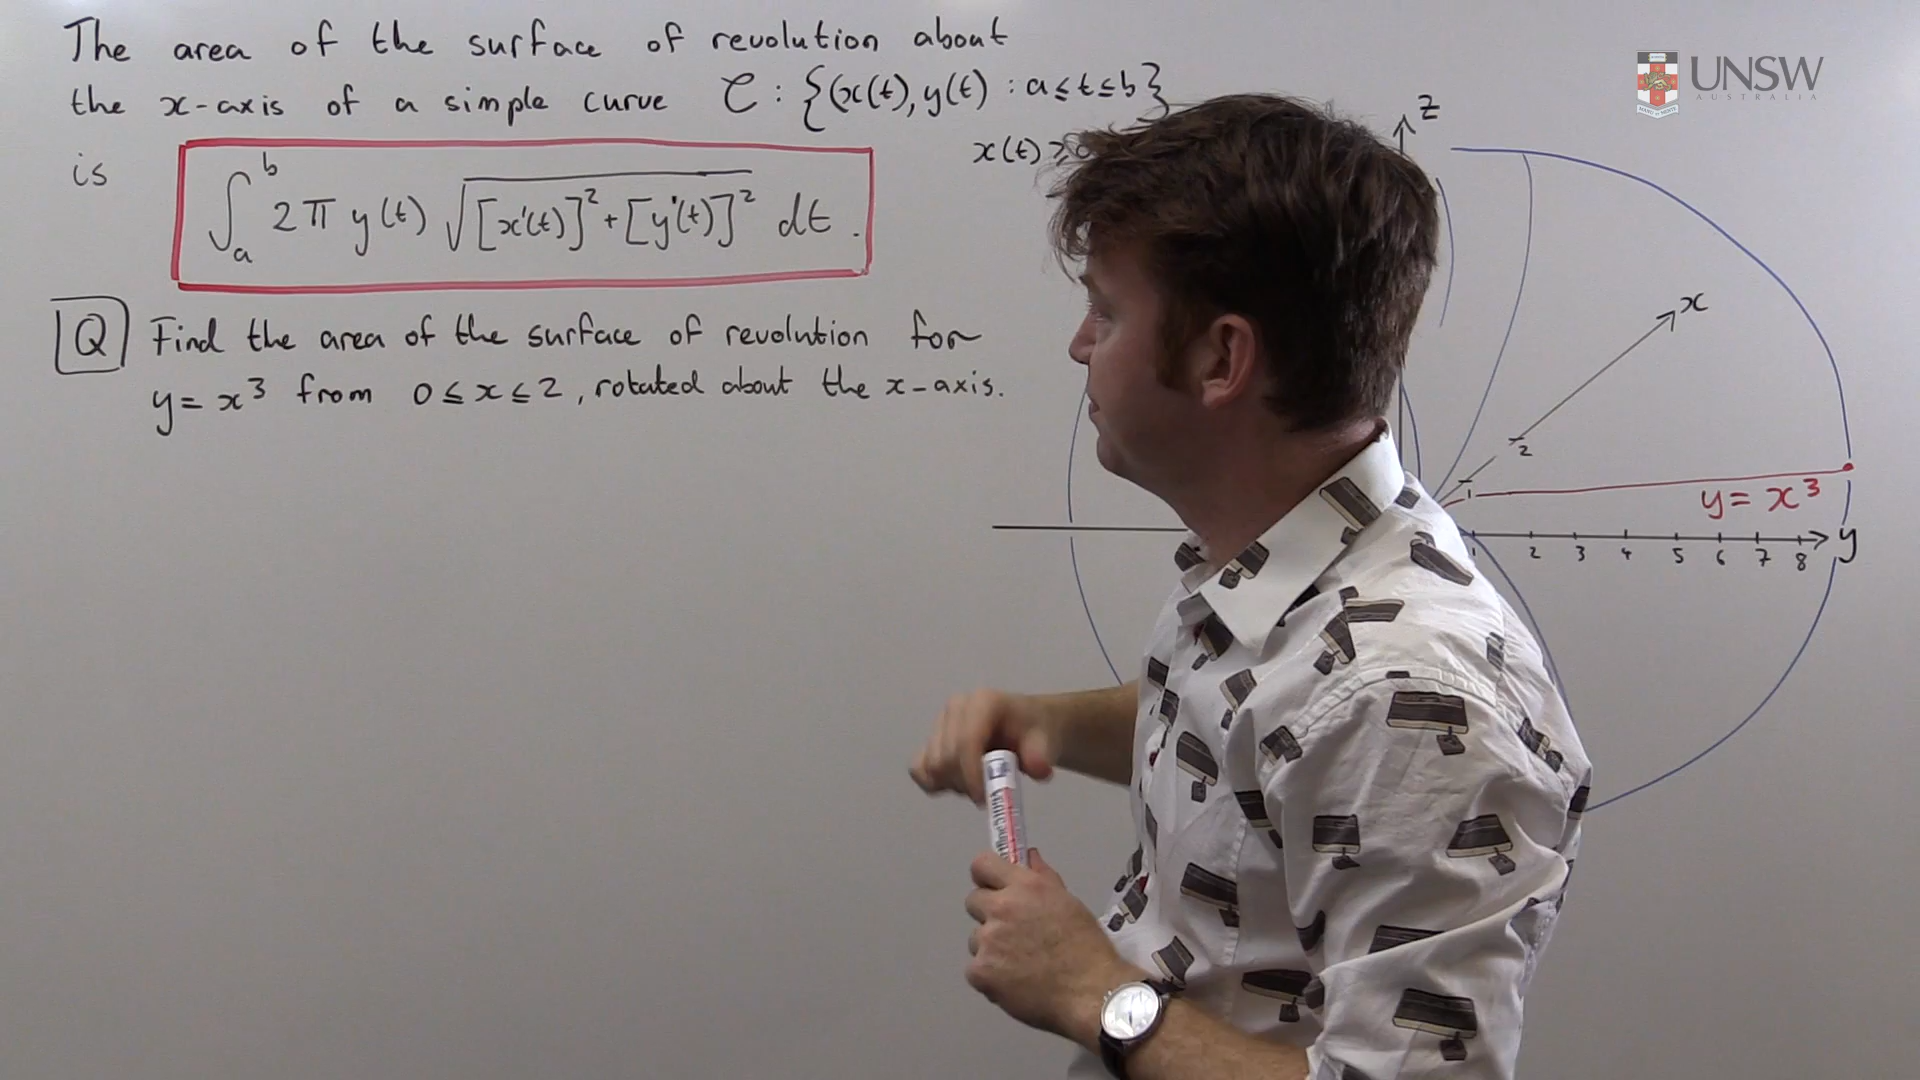 The area of the surface of revolution about
the x-axis of a simple curve C : {(x(t), y(t) : a ≤ t ≤ b}
x(t) ≥
is
∫ₐᵇ 2π y(t) √[x'(t)]² + [y'(t)]² dt .
Q Find the area of the surface of revolution for
y = x³ from 0 ≤ x ≤ 2, rotated about the x-axis.
UNSW
AUSTRALIA
z
x
2
1
y = x³
1 2 3 4 5 6 7 8 y